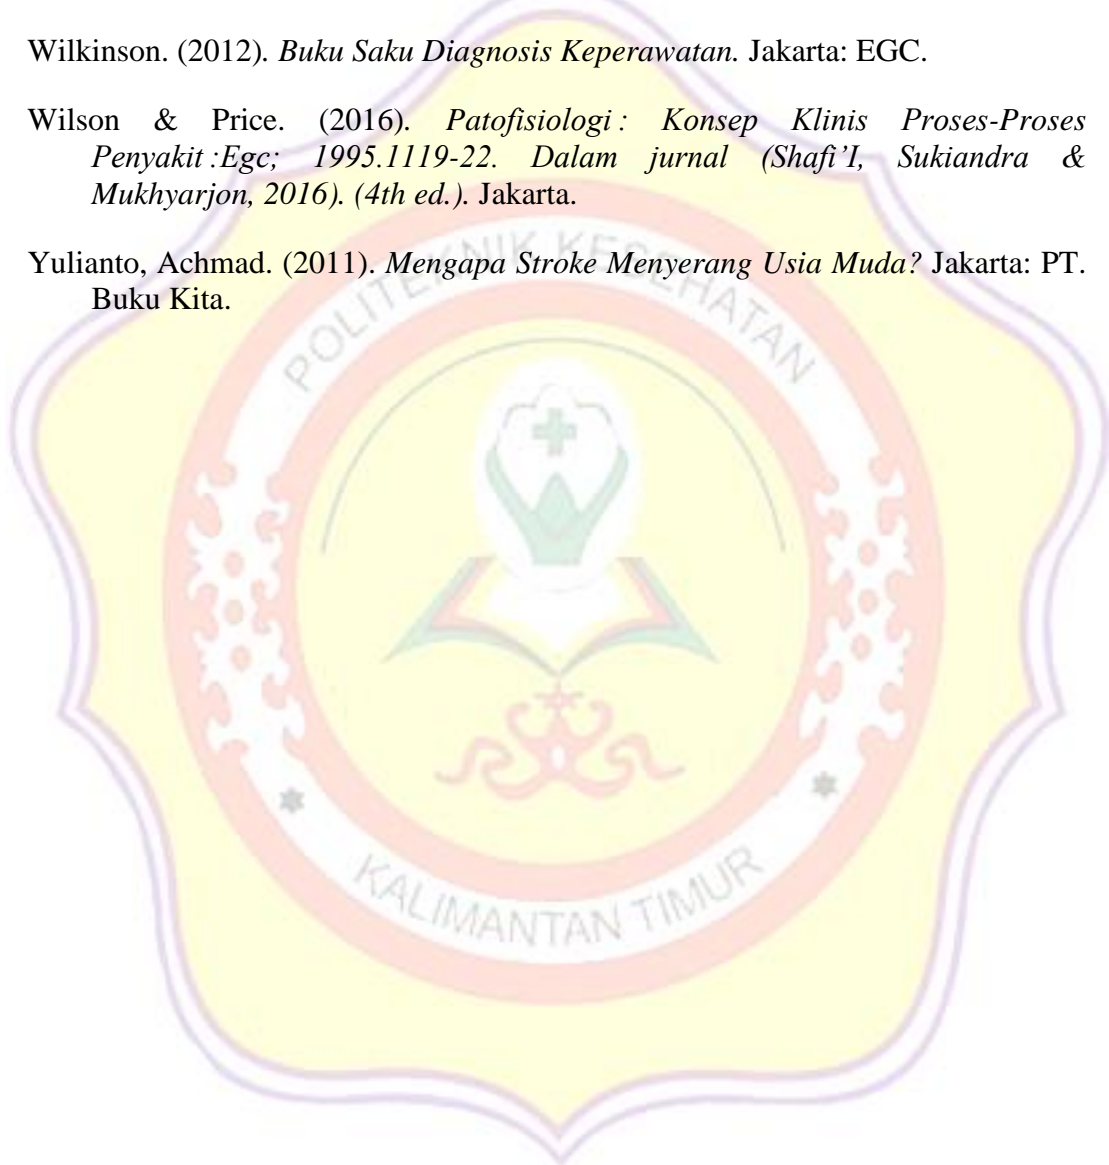 Wilkinson. (2012). Buku Saku Diagnosis Keperawatan. Jakarta: EGC.
Wilson & Price. (2016). Patofisiologi : Konsep Klinis Proses-Proses
Penyakit :Egc; 1995.1119-22. Dalam jurnal (Shafi’I, Sukiandra &
Mukhyarjon, 2016). (4th ed.). Jakarta.
Yulianto, Achmad. (2011). Mengapa Stroke Menyerang Usia Muda? Jakarta: PT.
Buku Kita.
POLITEKNIK KESEHATAN
KALIMANTAN TIMUR